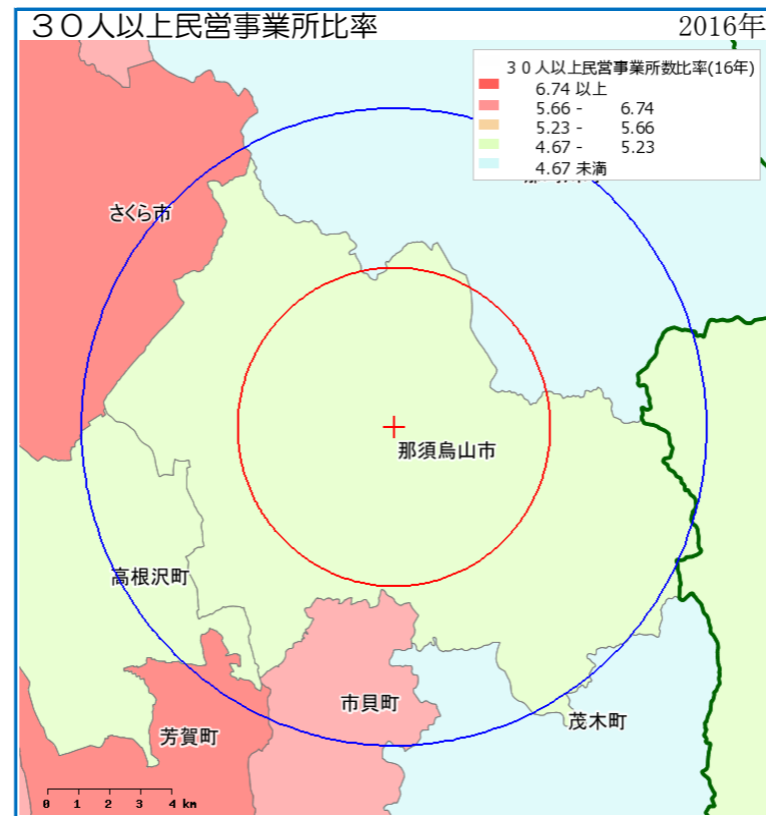 ３０人以上民営事業所比率 2016年
３０人以上民営事業所数比率(16年)
6.74 以上
5.66 - 6.74
5.23 - 5.66
4.67 - 5.23
4.67 未満
さくら市
那須烏山市
高根沢町
市貝町
茂木町
芳賀町
0 1 2 3 4 km